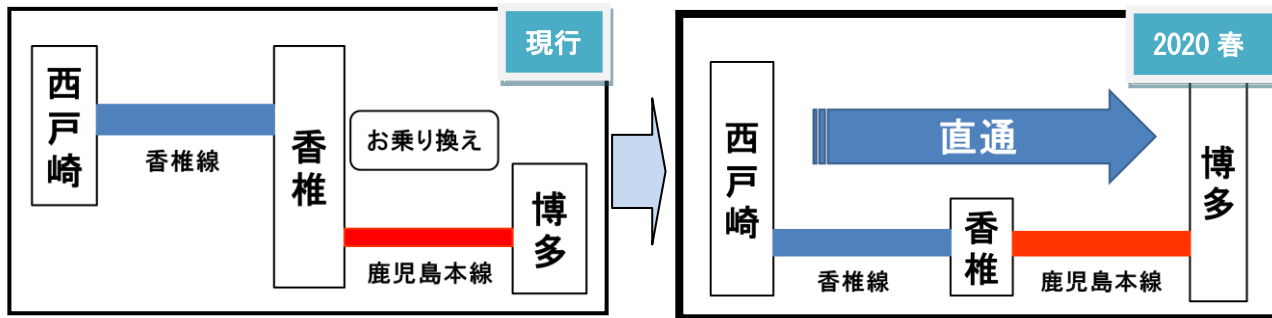 現行
西戸崎
香椎線
香椎
お乗り換え
鹿児島本線
博多
2020 春
西戸崎
直通
香椎線
香椎
鹿児島本線
博多